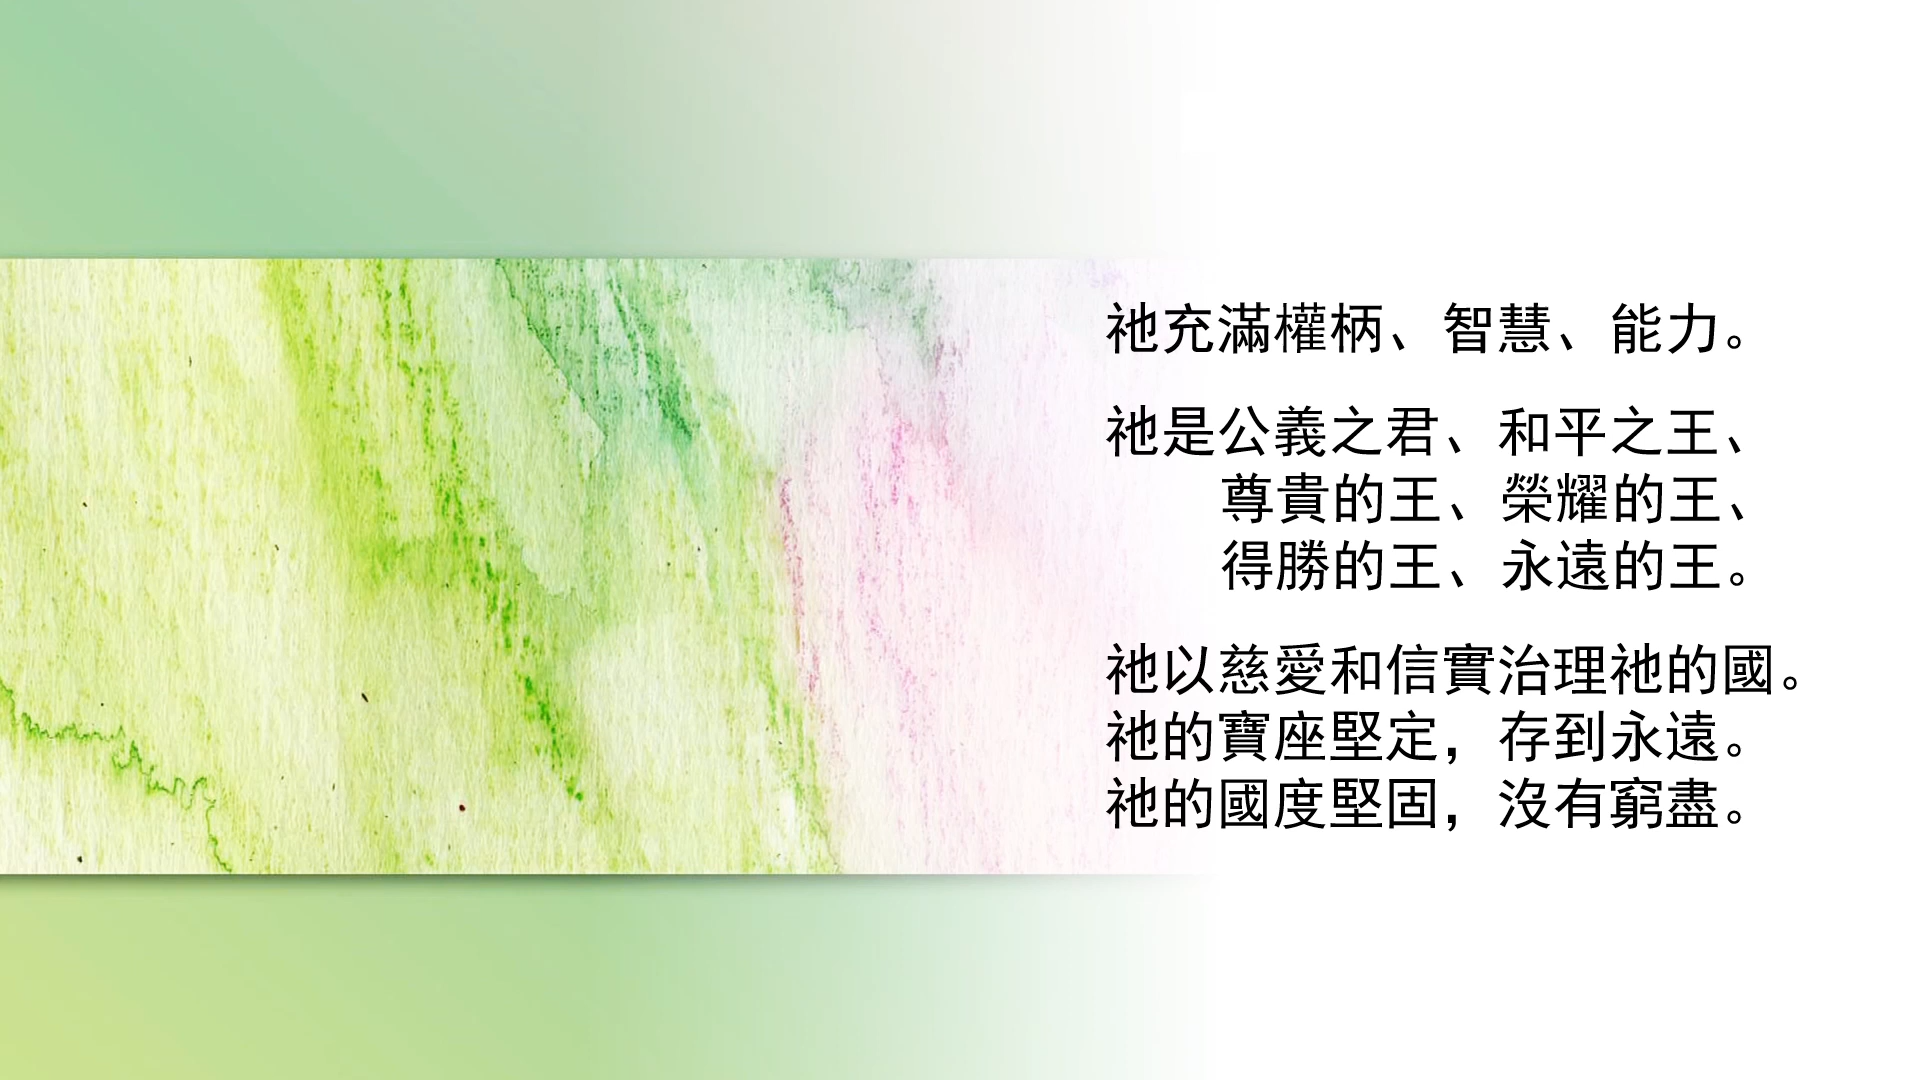 祂充滿權柄、智慧、能力。
祂是公義之君、和平之王、
尊貴的王、榮耀的王、
得勝的王、永遠的王。
祂以慈愛和信實治理祂的國。
祂的寶座堅定，存到永遠。
祂的國度堅固，沒有窮盡。